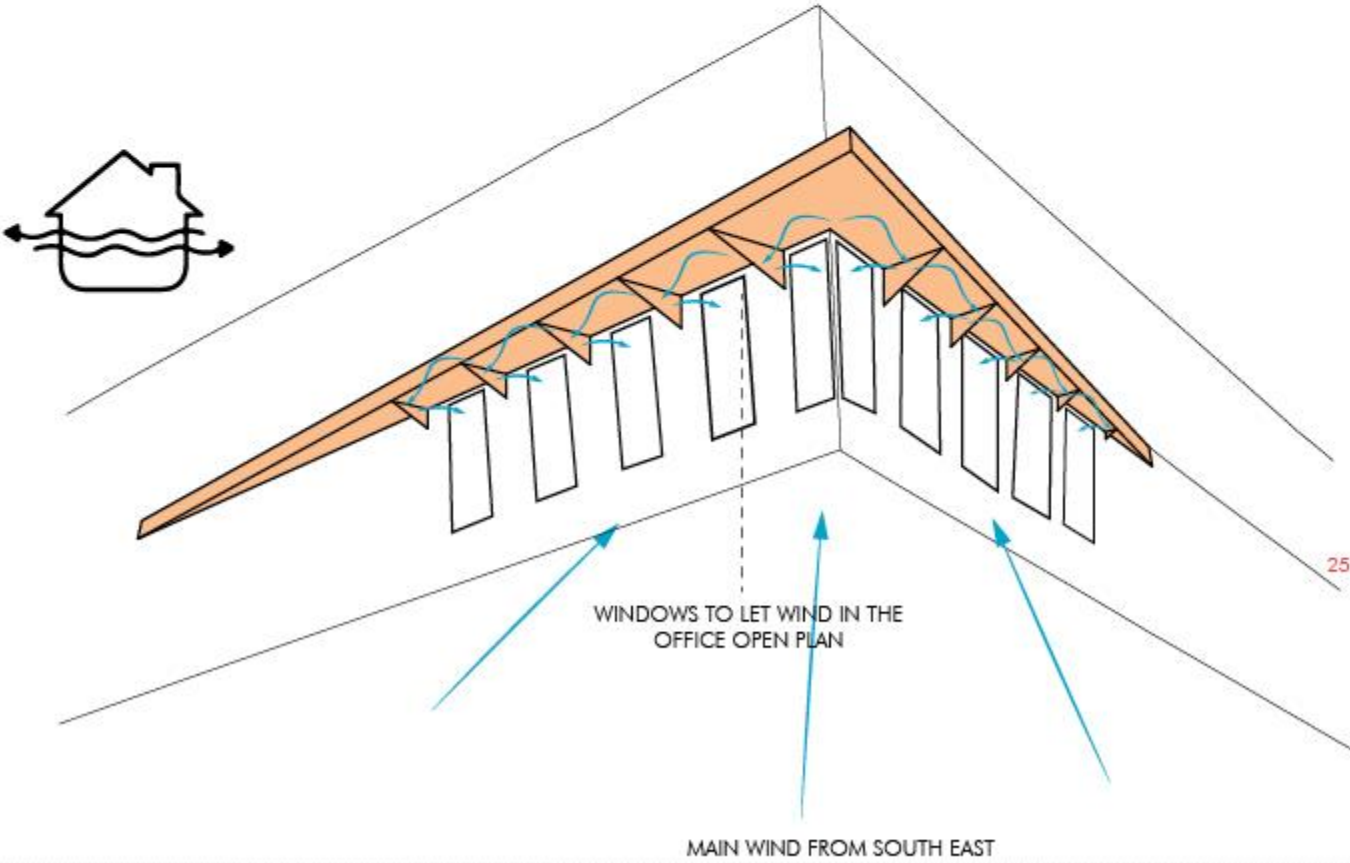 25
WINDOWS TO LET WIND IN THE
OFFICE OPEN PLAN
MAIN WIND FROM SOUTH EAST